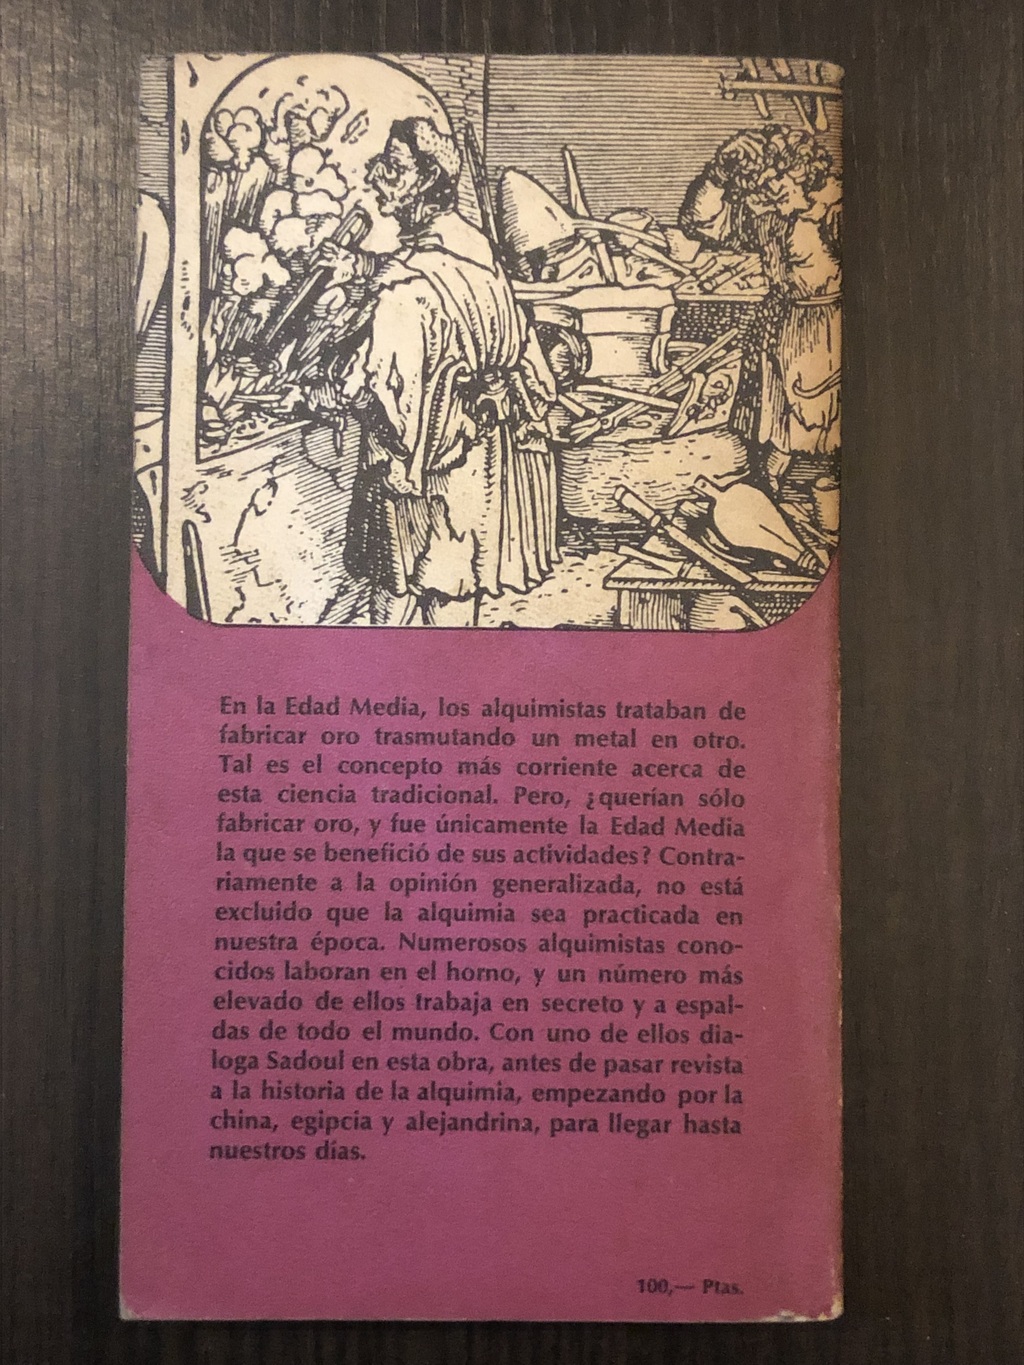 En la Edad Media, los alquimistas trataban de
fabricar oro trasmutando un metal en otro.
Tal es el concepto más corriente acerca de
esta ciencia tradicional. Pero, ¿querían sólo
fabricar oro, y fue únicamente la Edad Media
la que se benefició de sus actividades? Contra-
riamente a la opinión generalizada, no está
excluido que la alquimia sea practicada en
nuestra época. Numerosos alquimistas cono-
cidos laboran en el horno, y un número más
elevado de ellos trabaja en secreto y a espal-
das de todo el mundo. Con uno de ellos dia-
loga Sadoul en esta obra, antes de pasar revista
a la historia de la alquimia, empezando por la
china, egipcia y alejandrina, para llegar hasta
nuestros días.
100,— Ptas.